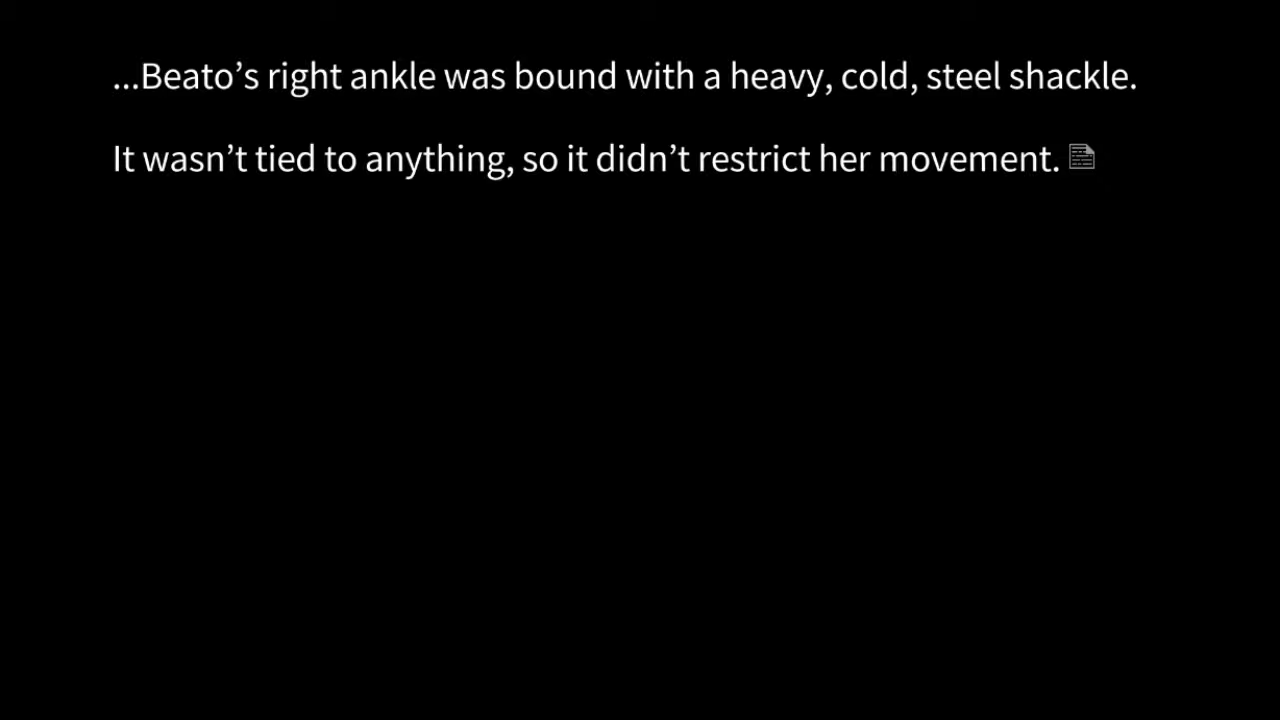 ...Beato’s right ankle was bound with a heavy, cold, steel shackle.
It wasn’t tied to anything, so it didn’t restrict her movement.